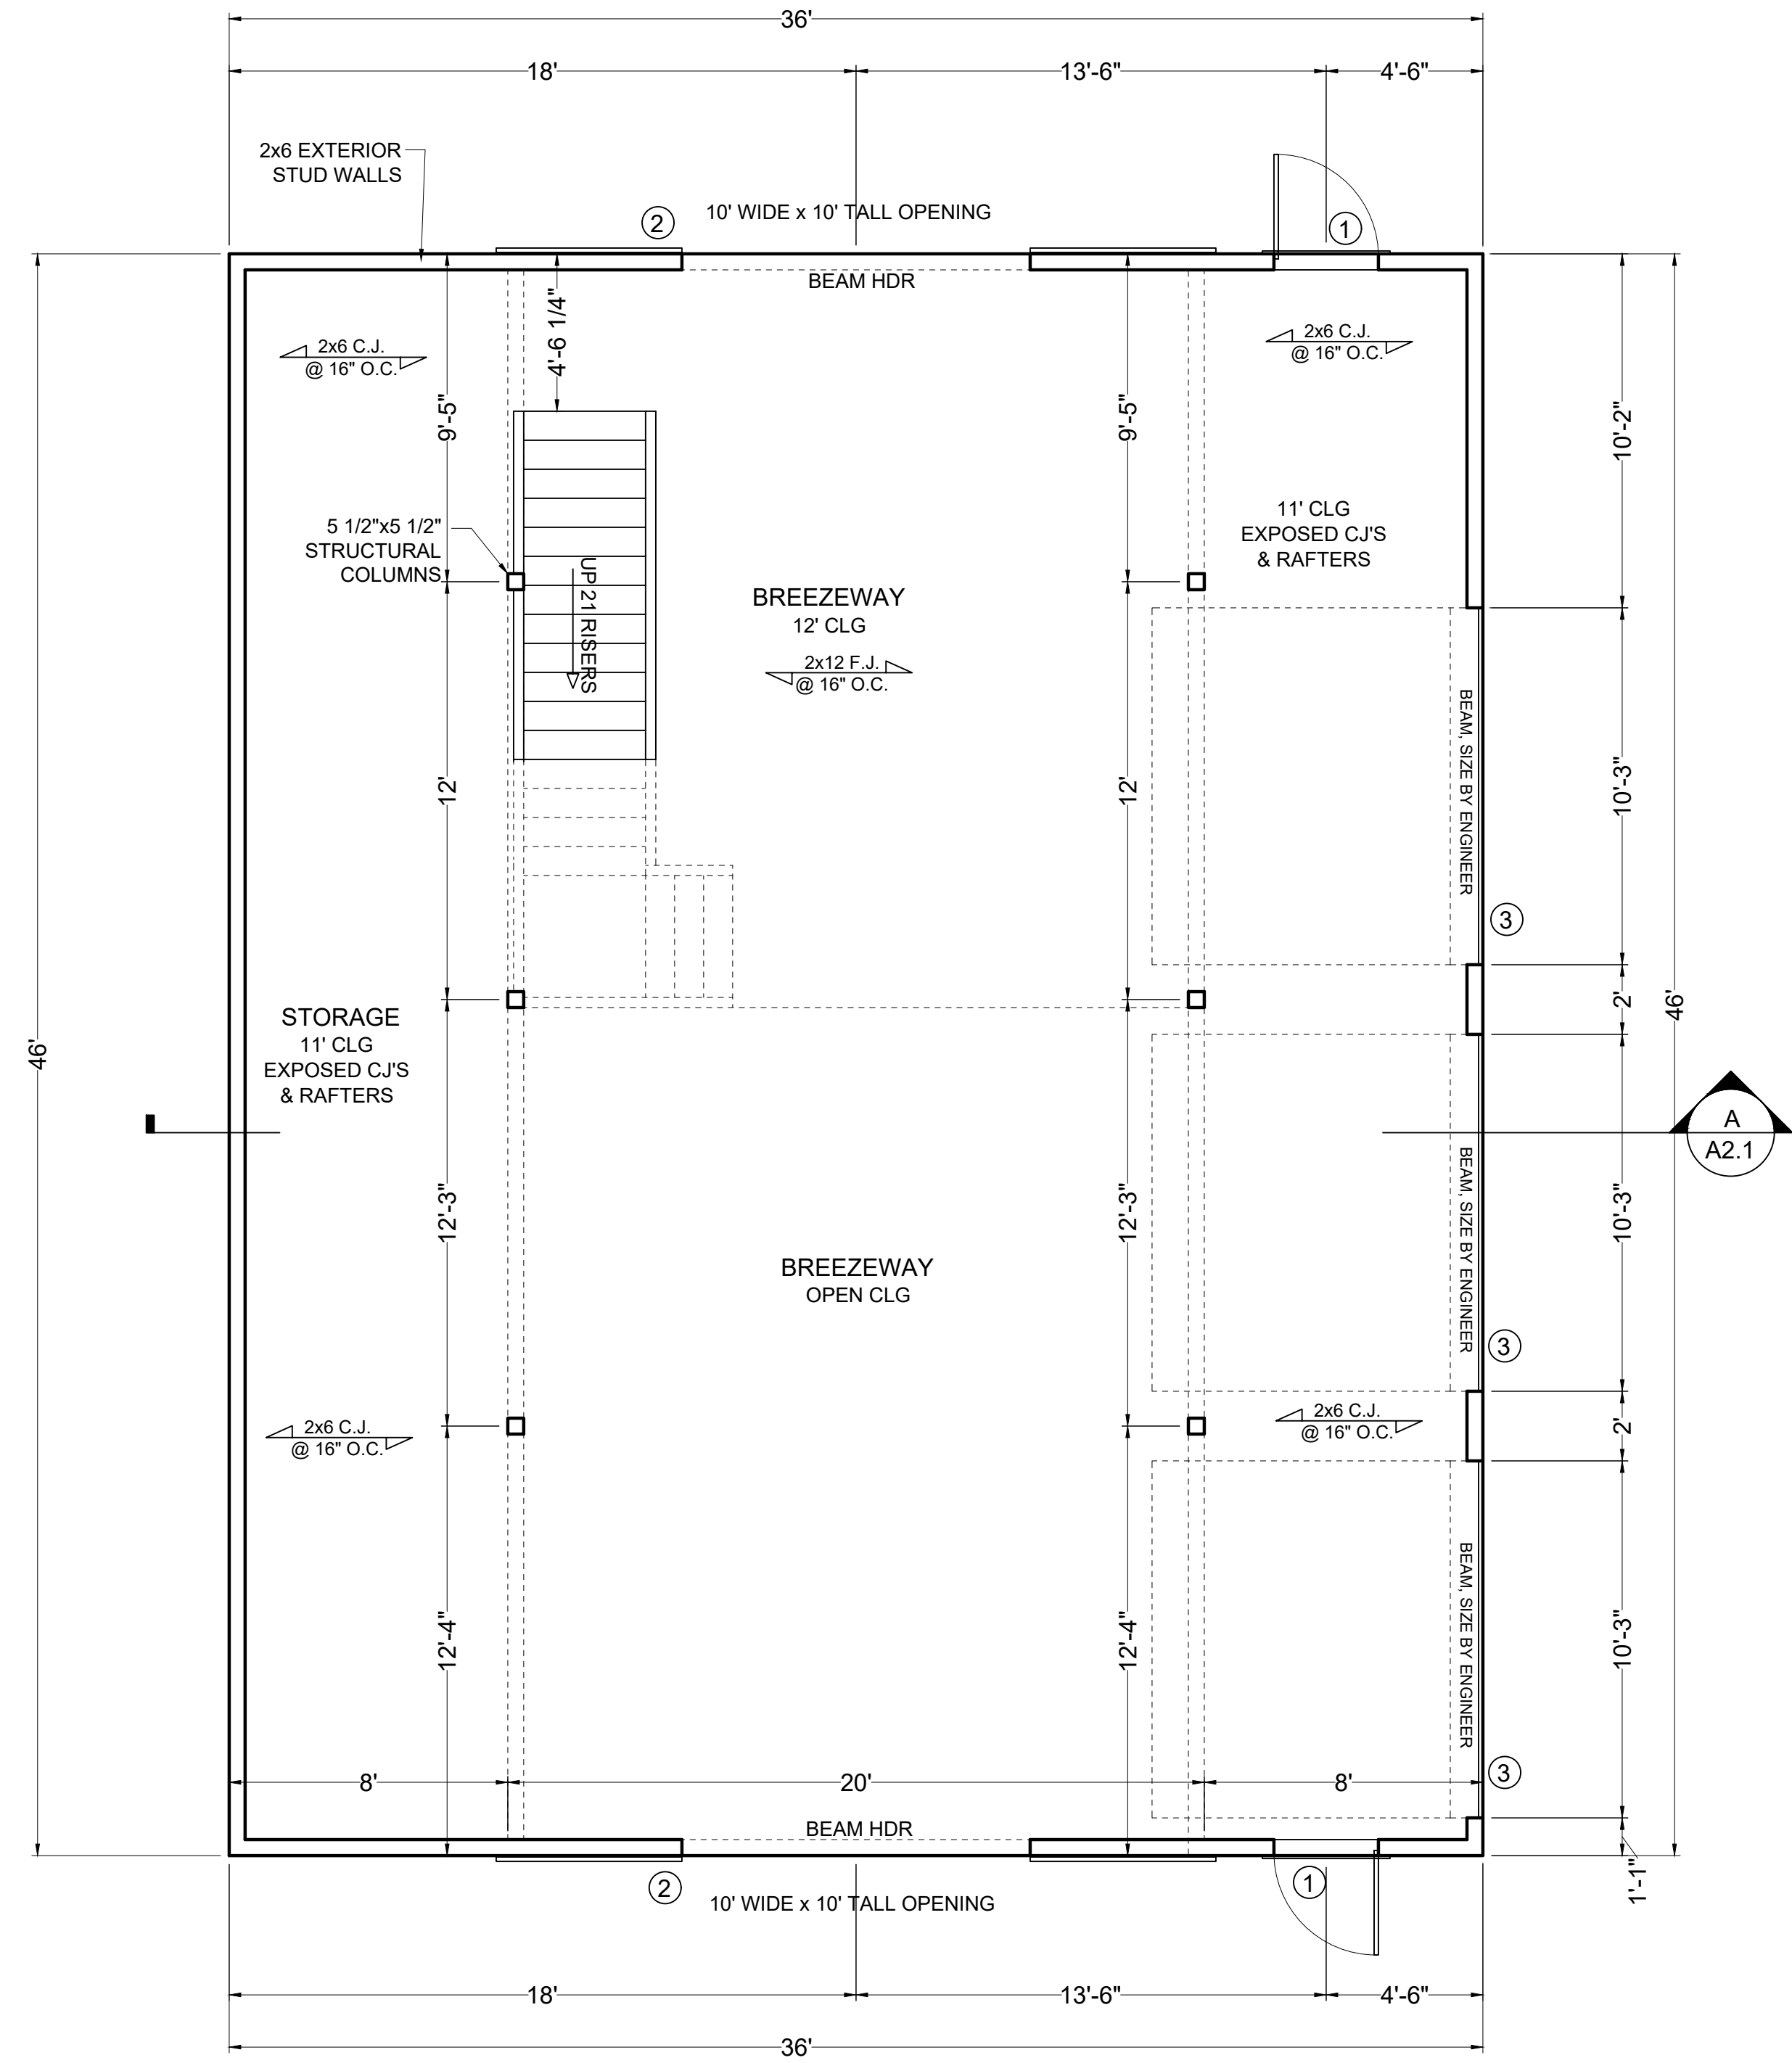 36'
18'
13'-6"
4'-6"
2x6 EXTERIOR
STUD WALLS
2
10' WIDE x 10' TALL OPENING
1
BEAM HDR
4'-6 1/4"
2x6 C.J.
@ 16" O.C.
2x6 C.J.
@ 16" O.C.
9'-5"
9'-5"
10'-2"
5 1/2"x5 1/2"
STRUCTURAL
COLUMNS
11' CLG
EXPOSED CJ'S
& RAFTERS
UP 21 RISERS
BREEZEWAY
12' CLG
2x12 F.J.
@ 16" O.C.
12'
12'
BEAM, SIZE BY ENGINEER
10'-3"
3
2'
46'
46'
STORAGE
11' CLG
EXPOSED CJ'S
& RAFTERS
A
A2.1
12'-3"
12'-3"
BEAM, SIZE BY ENGINEER
10'-3"
BREEZEWAY
OPEN CLG
3
2x6 C.J.
@ 16" O.C.
2x6 C.J.
@ 16" O.C.
2'
12'-4"
12'-4"
BEAM, SIZE BY ENGINEER
10'-3"
8'
20'
8'
3
BEAM HDR
1'-1"
2
10' WIDE x 10' TALL OPENING
1
18'
13'-6"
4'-6"
36'